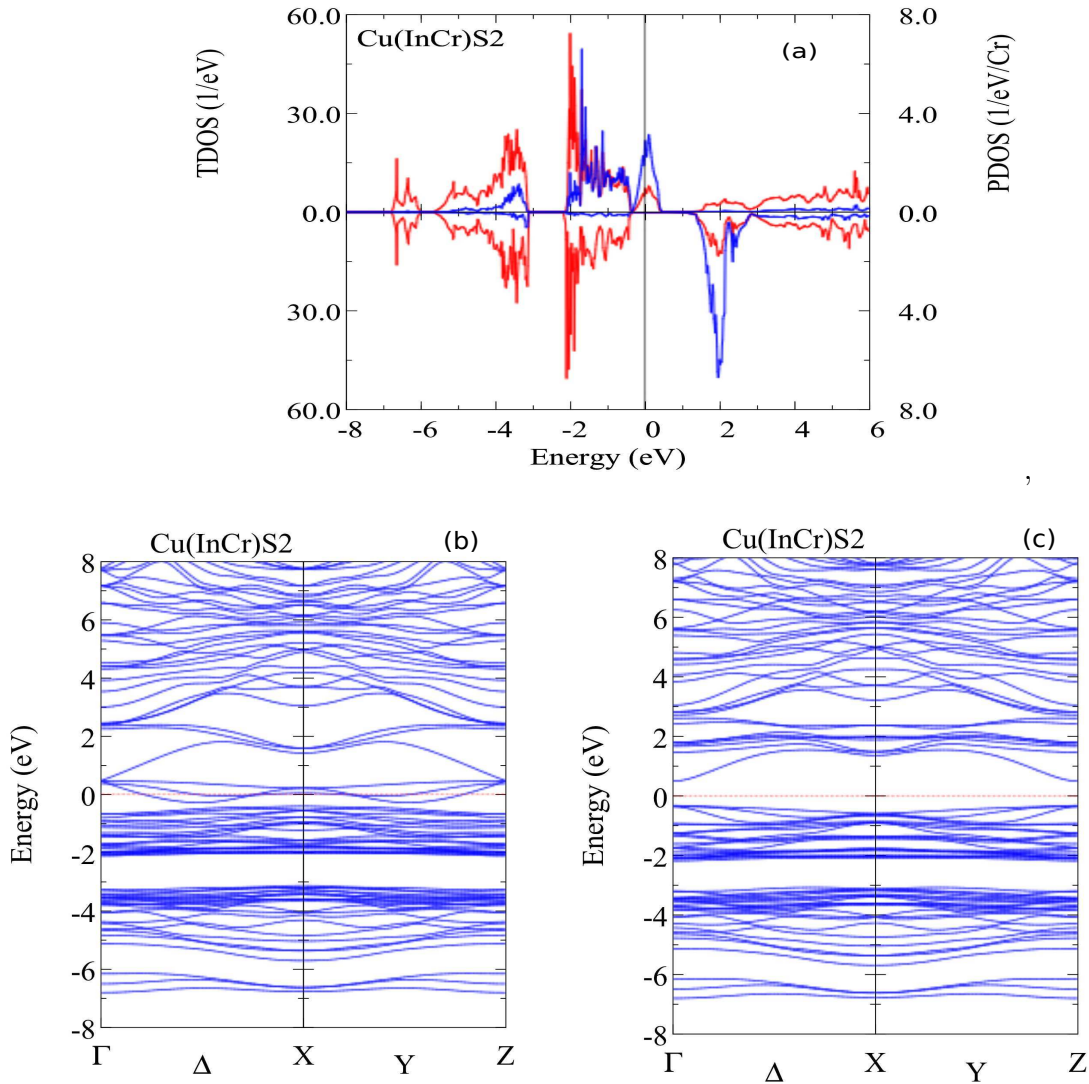 Cu(InCr)S2
(a)
TDOS (1/eV)
PDOS (1/eV/Cr)
60.0
30.0
0.0
30.0
60.0
8.0
4.0
0.0
4.0
8.0
-8 -6 -4 -2 0 2 4 6
Energy (eV)
,
Cu(InCr)S2 (b)
Energy (eV)
8
6
4
2
0
-2
-4
-6
-8
Γ Δ X Y Z
Cu(InCr)S2 (c)
Energy (eV)
8
6
4
2
0
-2
-4
-6
-8
Γ Δ X Y Z